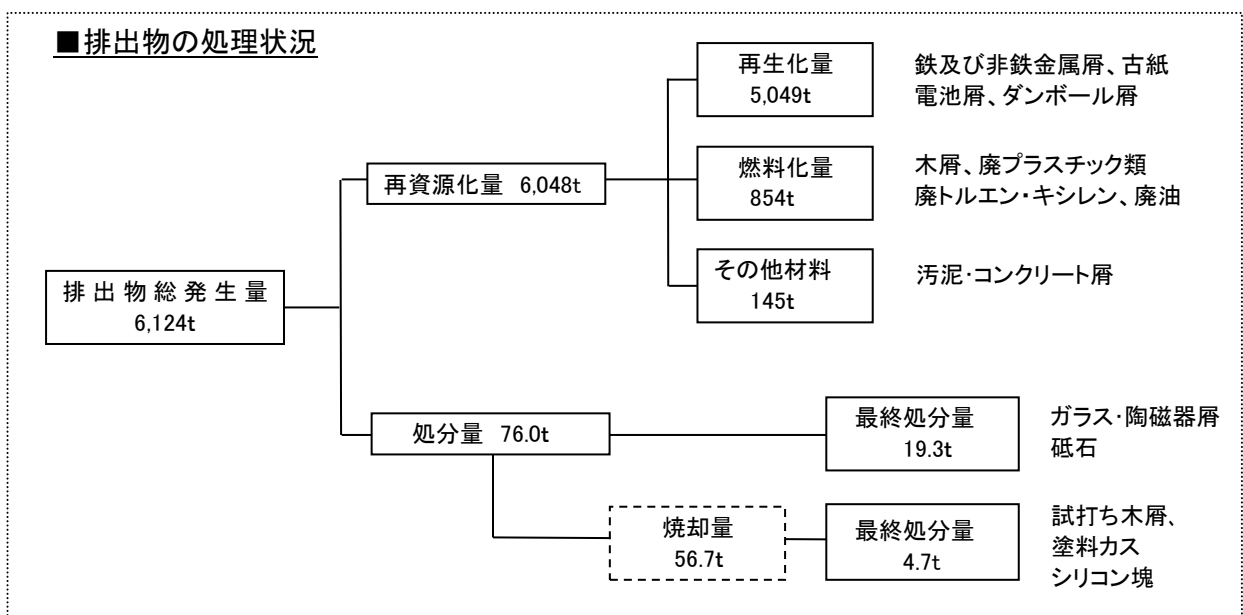 ■排出物の処理状況
再生化量
5,049t
鉄及び非鉄金属屑、古紙
電池屑、ダンボール屑
再資源化量 6,048t
燃料化量
854t
木屑、廃プラスチック類
廃トルエン・キシレン、廃油
その他材料
145t
汚泥・コンクリート屑
排出物総発生量
6,124t
処分量 76.0t
最終処分量
19.3t
ガラス・陶磁器屑
砥石
焼却量
56.7t
最終処分量
4.7t
試打ち木屑、
塗料カス
シリコン塊